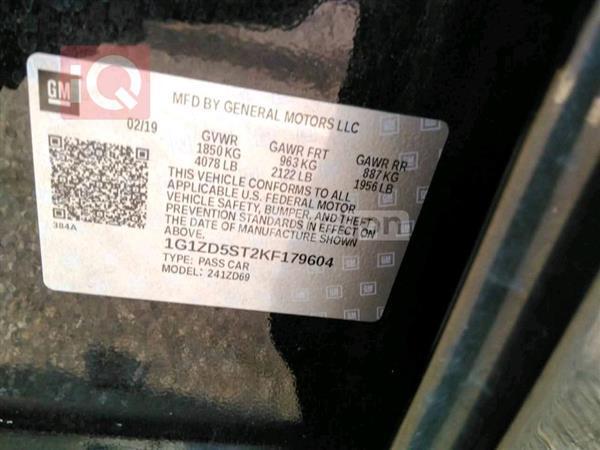 iQ
GM
MFD BY GENERAL MOTORS LLC
02/19
GVWR
1850 KG
4078 LB
GAWR FRT
963 KG
2122 LB
GAWR RR
887 KG
1956 LB
THIS VEHICLE CONFORMS TO ALL
APPLICABLE U.S. FEDERAL MOTOR
VEHICLE SAFETY, BUMPER, AND THEFT
PREVENTION STANDARDS IN EFFECT ON
THE DATE OF MANUFACTURE SHOWN
ABOVE.
384A
1G1ZD5ST2KF179604
TYPE: PASS CAR
MODEL: 241ZD69